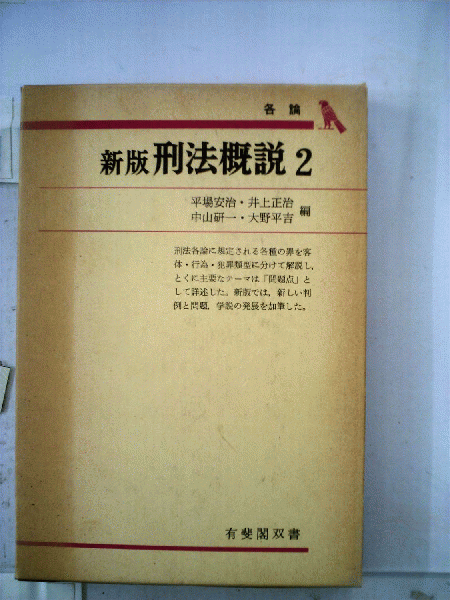 各論
新版 刑法概説 2
平場安治・井上正治
中山研一・大野平吉 編
刑法各論に規定される各種の罪を客
体・行為・犯罪類型に分けて解説し,
とくに主要なテーマは「問題点」と
して詳述した。新版では, 新しい判
例と問題, 学説の発展を加筆した。
有斐閣双書